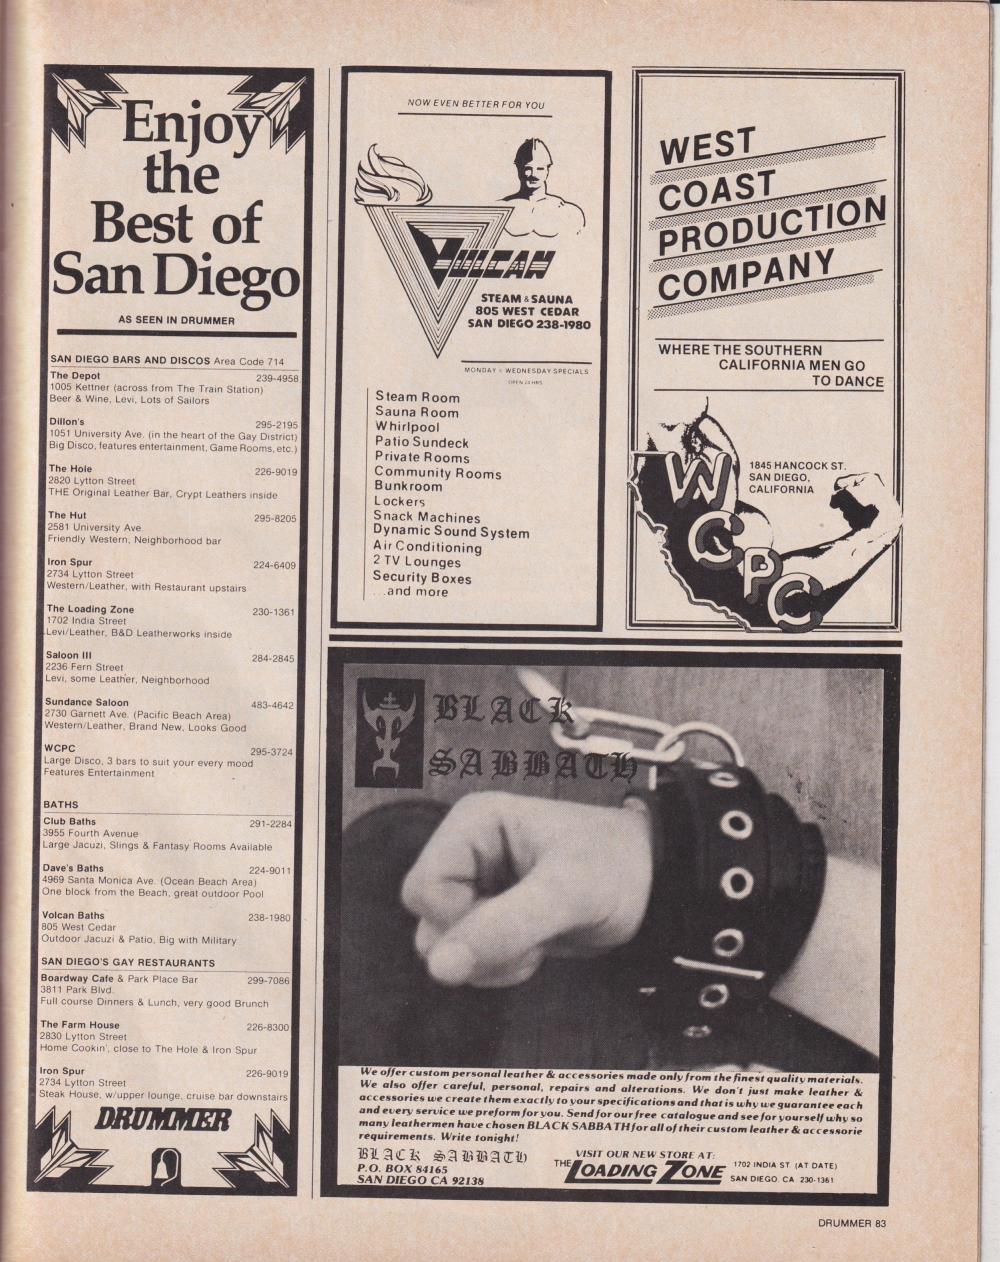 Enjoy
the
Best of
San Diego
AS SEEN IN DRUMMER
SAN DIEGO BARS AND DISCOS Area Code 714
The Depot 239-4958
1005 Kettner (across from The Train Station)
Beer & Wine, Levi, Lots of Sailors
Dillon's 295-2195
1051 University Ave. (in the heart of the Gay District)
Big Disco, features entertainment, Game Rooms, etc.)
The Hole 226-9019
2820 Lytton Street
THE Original Leather Bar, Crypt Leathers inside
The Hut 295-8205
2581 University Ave.
Friendly Western, Neighborhood bar
Iron Spur 224-6409
2734 Lytton Street
Western/Leather, with Restaurant upstairs
The Loading Zone 230-1361
1702 India Street
Levi/Leather, B&D Leatherworks inside
Saloon III 284-2845
2236 Fern Street
Levi, some Leather, Neighborhood
Sundance Saloon 483-4642
2730 Garnett Ave. (Pacific Beach Area)
Western/Leather, Brand New, Looks Good
WCPC 295-3724
Large Disco, 3 bars to suit your every mood
Features Entertainment
BATHS
Club Baths 291-2284
3955 Fourth Avenue
Large Jacuzi, Slings & Fantasy Rooms Available
Dave's Baths 224-9011
4969 Santa Monica Ave. (Ocean Beach Area)
One block from the Beach, great outdoor Pool
Volcan Baths 238-1980
805 West Cedar
Outdoor Jacuzi & Patio, Big with Military
SAN DIEGO'S GAY RESTAURANTS
Boardway Cafe & Park Place Bar 299-7086
3811 Park Blvd.
Full course Dinners & Lunch, very good Brunch
The Farm House 226-8300
2830 Lytton Street
Home Cookin', close to The Hole & Iron Spur
Iron Spur 226-9019
2734 Lytton Street
Steak House, w/upper lounge, cruise bar downstairs
DRUMMER
NOW EVEN BETTER FOR YOU
VULCAN
STEAM & SAUNA
805 WEST CEDAR
SAN DIEGO 238-1980
MONDAY & WEDNESDAY SPECIALS
OPEN 24 HRS
Steam Room
Sauna Room
Whirlpool
Patio Sundeck
Private Rooms
Community Rooms
Bunkroom
Lockers
Snack Machines
Dynamic Sound System
Air Conditioning
2 TV Lounges
Security Boxes
...and more
WEST
COAST
PRODUCTION
COMPANY
WHERE THE SOUTHERN
CALIFORNIA MEN GO
TO DANCE
1845 HANCOCK ST.
SAN DIEGO,
CALIFORNIA
WCPC
BLACK
SABBATH
We offer custom personal leather & accessories made only from the finest quality materials.
We also offer careful, personal, repairs and alterations. We don't just make leather &
accessories we create them exactly to your specifications and that is why we guarantee each
and every service we preform for you. Send for our free catalogue and see for yourself why so
many leathermen have chosen BLACK SABBATH for all of their custom leather & accessorie
requirements. Write tonight!
BLACK SABBATH
P.O. BOX 84165
SAN DIEGO CA 92138
VISIT OUR NEW STORE AT:
THE LOADING ZONE
1702 INDIA ST. (AT DATE)
SAN DIEGO, CA 230-1361
DRUMMER 83